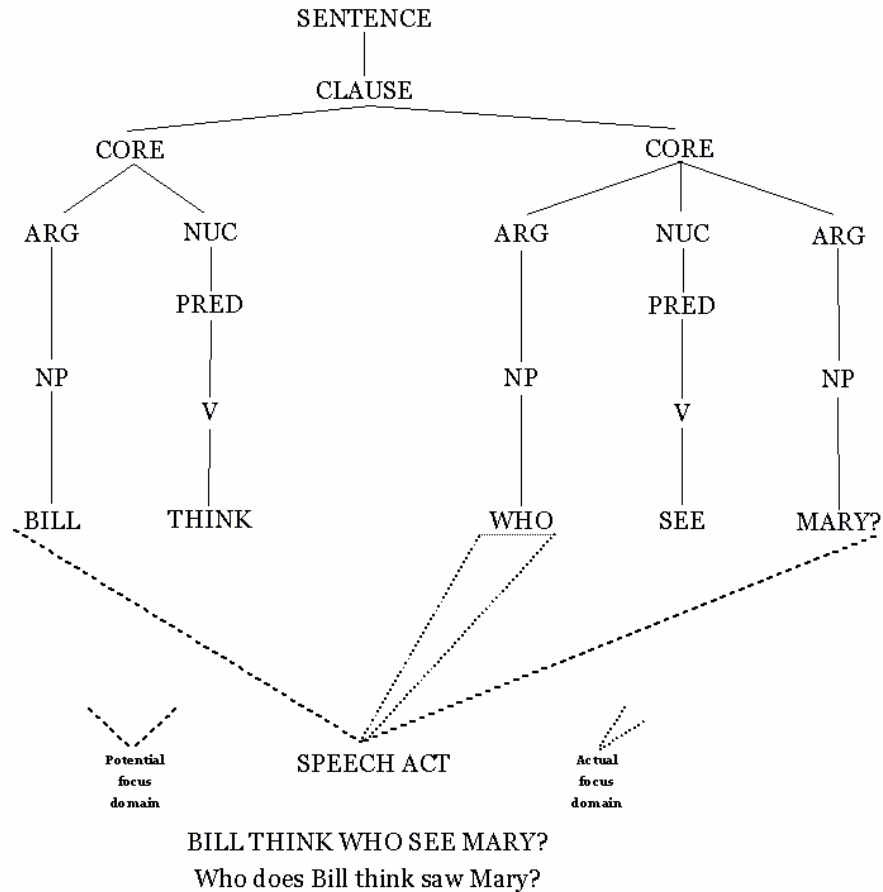 SENTENCE
CLAUSE
CORE CORE
ARG NUC ARG NUC ARG
PRED PRED
NP NP NP
V V
BILL THINK WHO SEE MARY?
Potential
focus
domain
SPEECH ACT
Actual
focus
domain
BILL THINK WHO SEE MARY?
Who does Bill think saw Mary?